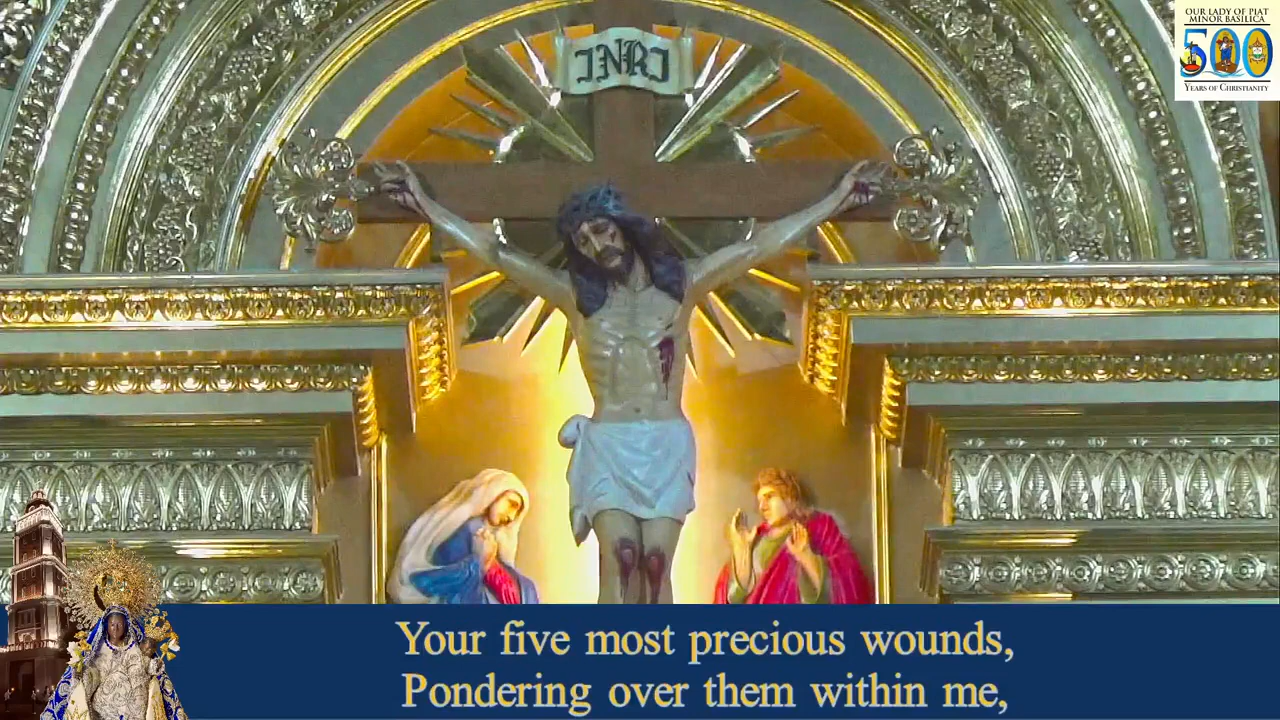 INRI
OUR LADY OF PIAT
MINOR BASILICA
500
YEARS OF CHRISTIANITY
Your five most precious wounds,
Pondering over them within me,